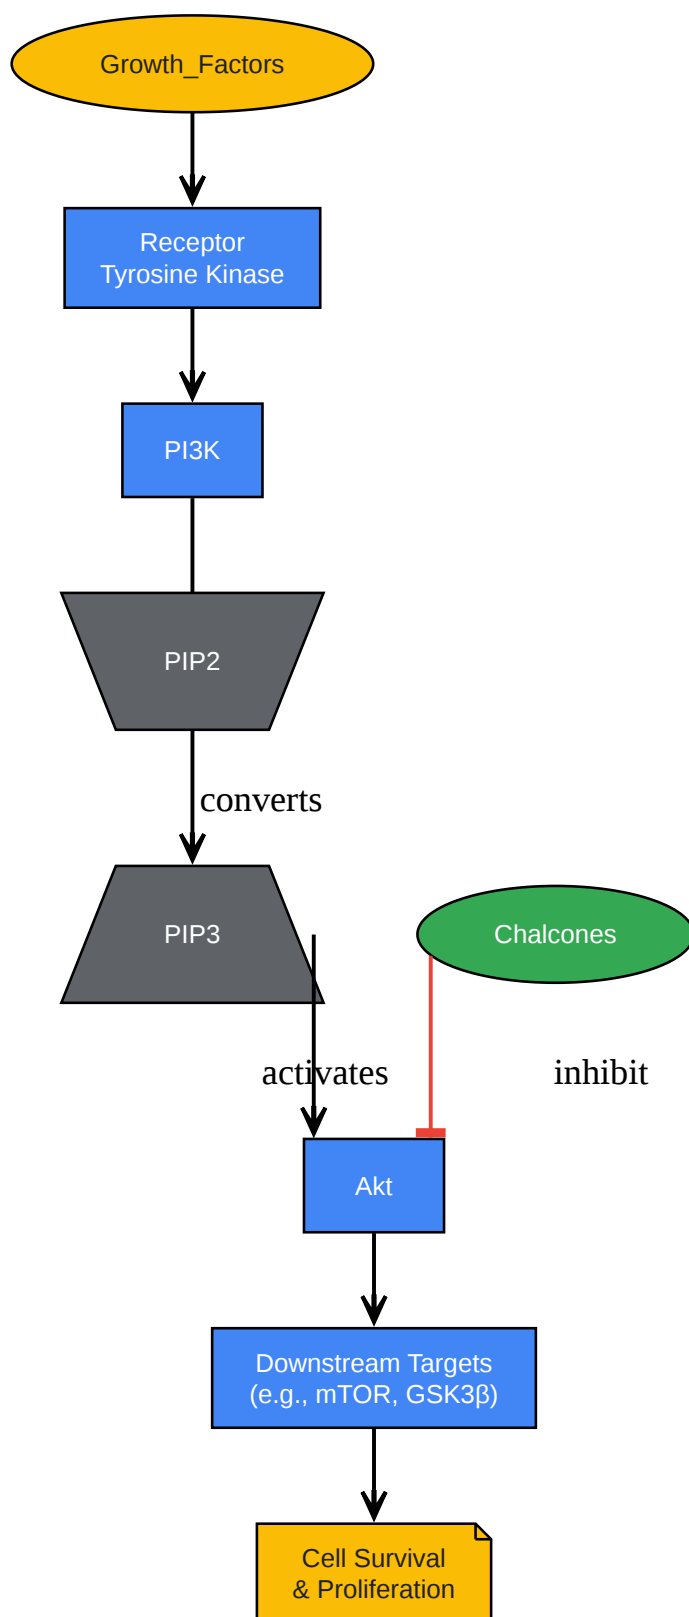 Growth_Factors
Receptor
Tyrosine Kinase
PI3K
PIP2
converts
PIP3
Chalcones
activates
inhibit
Akt
Downstream Targets
(e.g., mTOR, GSK3β)
Cell Survival
& Proliferation